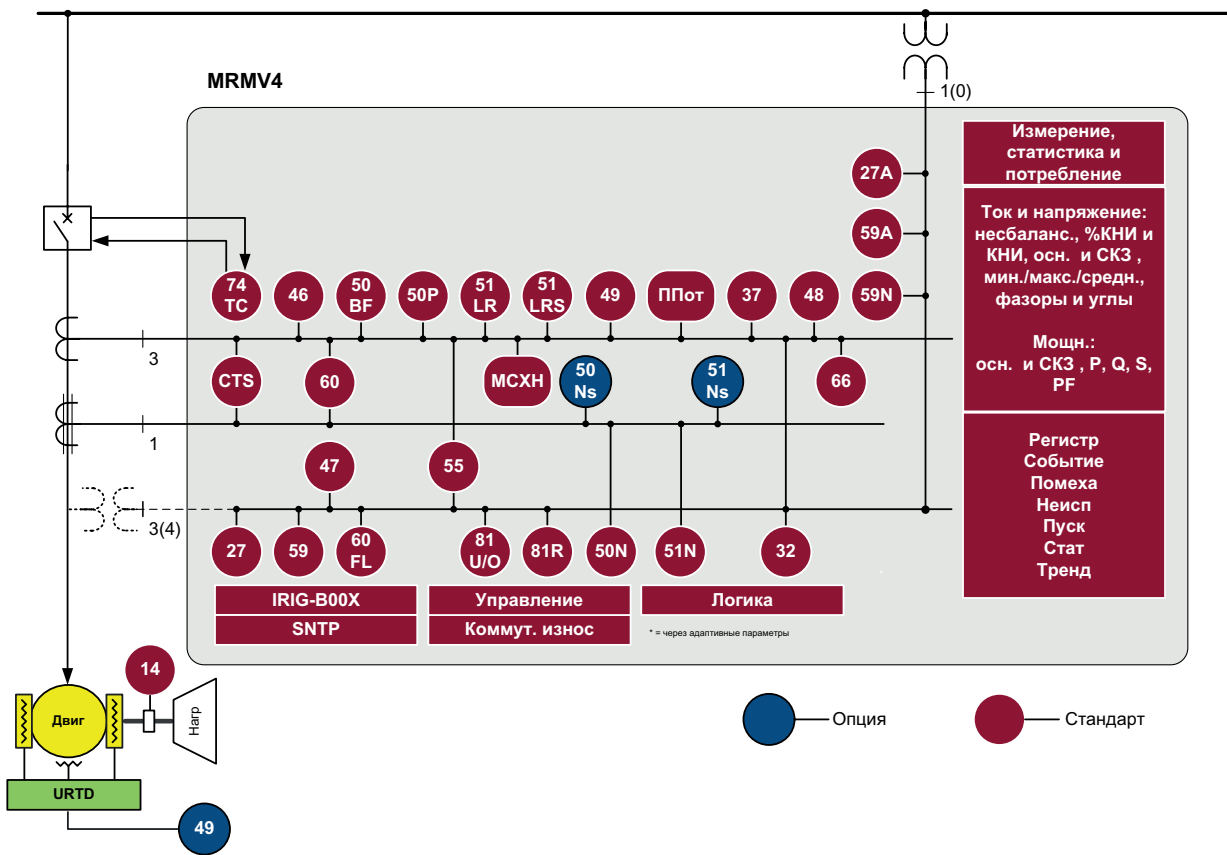 MRMV4
1(0)
Измерение,
статистика и
потребление
27A
Ток и напряжение:
несбаланс., %КНИ и
КНИ, осн.  и СКЗ ,
мин./макс./средн.,
фазоры и углы
Мощн.:
осн.  и СКЗ , P, Q, S,
PF
59A
74
TC
46
50
BF
50P
51
LR
51
LRS
49
ППот
37
48
59N
3
CTS
60
МСХН
50
Ns
51
Ns
66
1
Регистр
Событие
Помеха
Неисп
Пуск
Стат
Тренд
47
55
3(4)
27
59
60
FL
81
U/O
81R
50N
51N
32
IRIG-B00X
SNTP
Управление
Коммут. износ
Логика
* = через адаптивные параметры
14
Двиг
Нагр
URTD
49
Опция
Стандарт